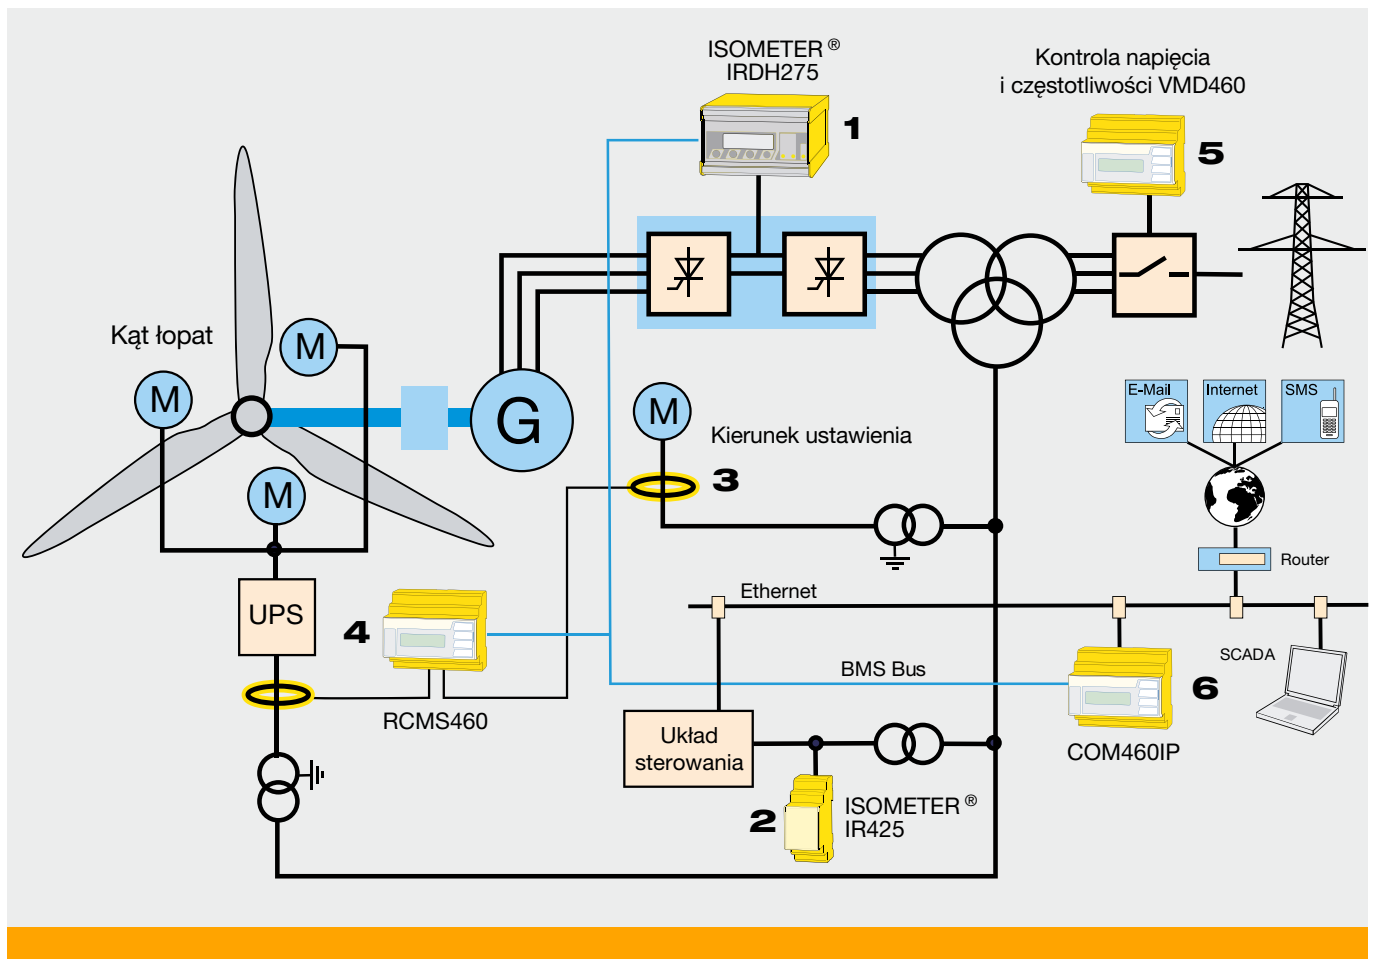 ISOMETER ®
IRDH275
1
Kontrola napięcia
i częstotliwości VMD460
5
Kąt łopat
M
M
M
G
M
Kierunek ustawienia
3
E-Mail
Internet
SMS
Router
Ethernet
UPS
4
RCMS460
BMS Bus
SCADA
6
COM460IP
Układ
sterowania
2
ISOMETER ®
IR425